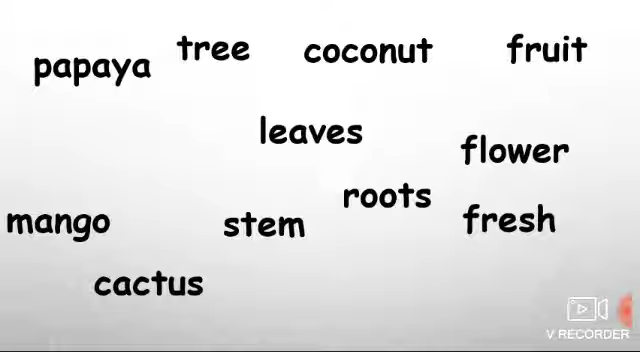 papaya tree coconut fruit
leaves
flower
roots
mango stem fresh
cactus
V.RECORDER